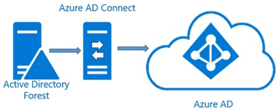 Azure AD Connect
Active Directory
Forest
Azure AD